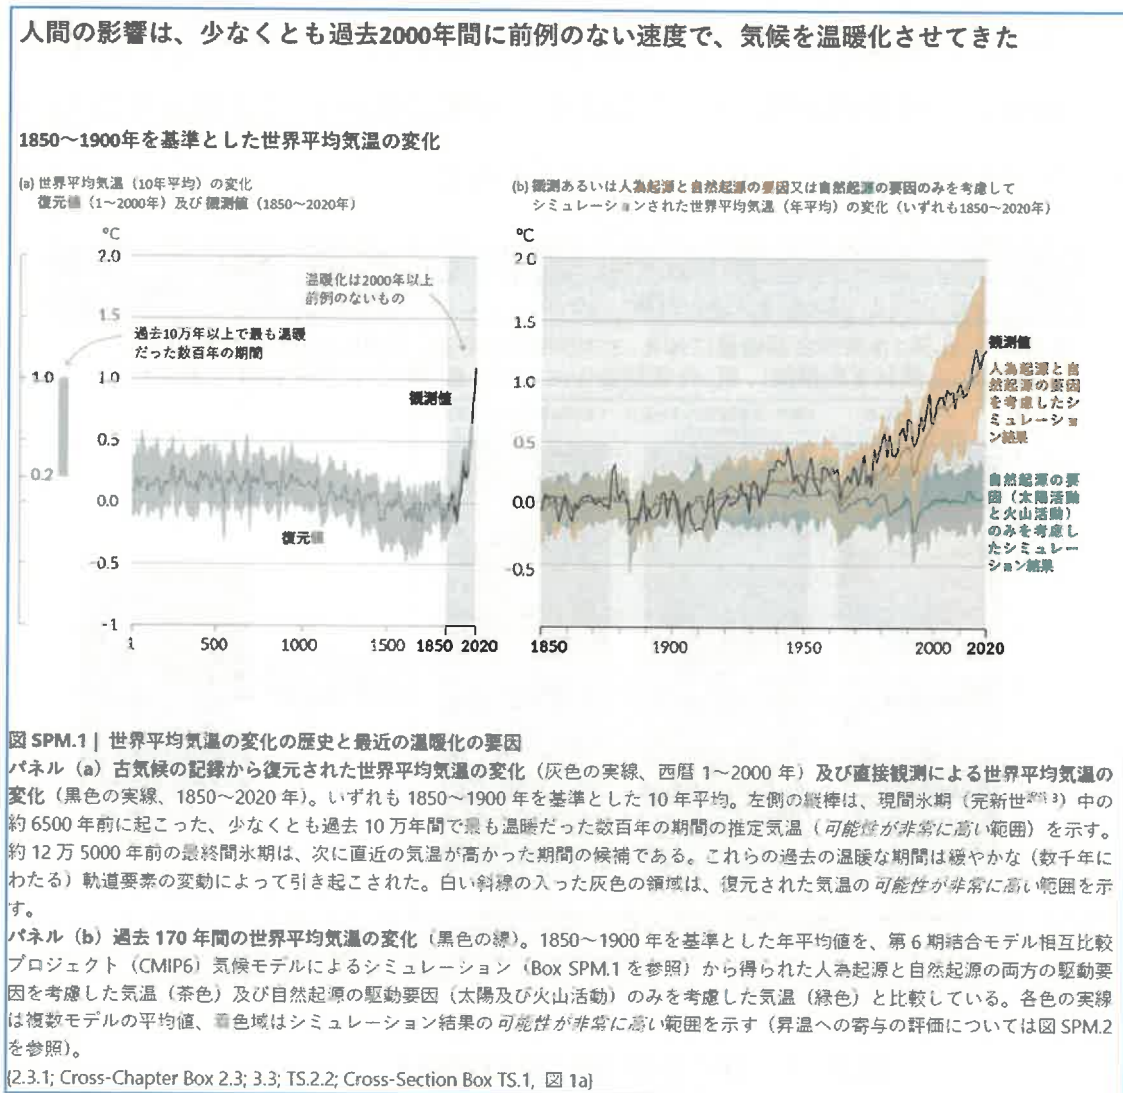 人間の影響は、少なくとも過去2000年間に前例のない速度で、気候を温暖化させてきた
1850～1900年を基準とした世界平均気温の変化
(a) 世界平均気温（10年平均）の変化
復元値（1～2000年）及び観測値（1850～2020年）
°C
2.0
1.5
1.0
0.5
0.0
-0.5
-1
1
500
1000
1500
1850
2020
1.0
0.2
温暖化は2000年以上
前例のないもの
過去10万年以上で最も温暖
だった数百年の期間
観測値
復元値
(b) 観測あるいは人為起源と自然起源の要因又は自然起源の要因のみを考慮して
シミュレーションされた世界平均気温（年平均）の変化（いずれも1850～2020年）
°C
2.0
1.5
1.0
0.5
0.0
-0.5
1850
1900
1950
2000
2020
観測値
人為起源と自
然起源の要因
を考慮したシ
ミュレーショ
ン結果
自然起源の要
因（太陽活動
と火山活動）
のみを考慮し
たシミュレー
ション結果
図 SPM.1 | 世界平均気温の変化の歴史と最近の温暖化の要因
パネル（a）古気候の記録から復元された世界平均気温の変化（灰色の実線、西暦 1～2000 年）及び直接観測による世界平均気温の
変化（黒色の実線、1850～2020 年）。いずれも 1850～1900 年を基準とした 10 年平均。左側の縦棒は、現間氷期（完新世）中の
約 6500 年前に起こった、少なくとも過去 10 万年間で最も温暖だった数百年の期間の推定気温（可能性が非常に高い範囲）を示す。
約 12 万 5000 年前の最終間氷期は、次に直近の気温が高かった期間の候補である。これらの過去の温暖な期間は緩やかな（数千年に
わたる）軌道要素の変動によって引き起こされた。白い斜線の入った灰色の領域は、復元された気温の可能性が非常に高い範囲を示
す。
パネル（b）過去 170 年間の世界平均気温の変化（黒色の線）。1850～1900 年を基準とした年平均値を、第 6 期結合モデル相互比較
プロジェクト（CMIP6）気候モデルによるシミュレーション（Box SPM.1 を参照）から得られた人為起源と自然起源の両方の駆動要
因を考慮した気温（茶色）及び自然起源の駆動要因（太陽及び火山活動）のみを考慮した気温（緑色）と比較している。各色の実線
は複数モデルの平均値、着色域はシミュレーション結果の可能性が非常に高い範囲を示す（昇温への寄与の評価については図 SPM.2
を参照）。
{2.3.1; Cross-Chapter Box 2.3; 3.3; TS.2.2; Cross-Section Box TS.1, 図 1a}